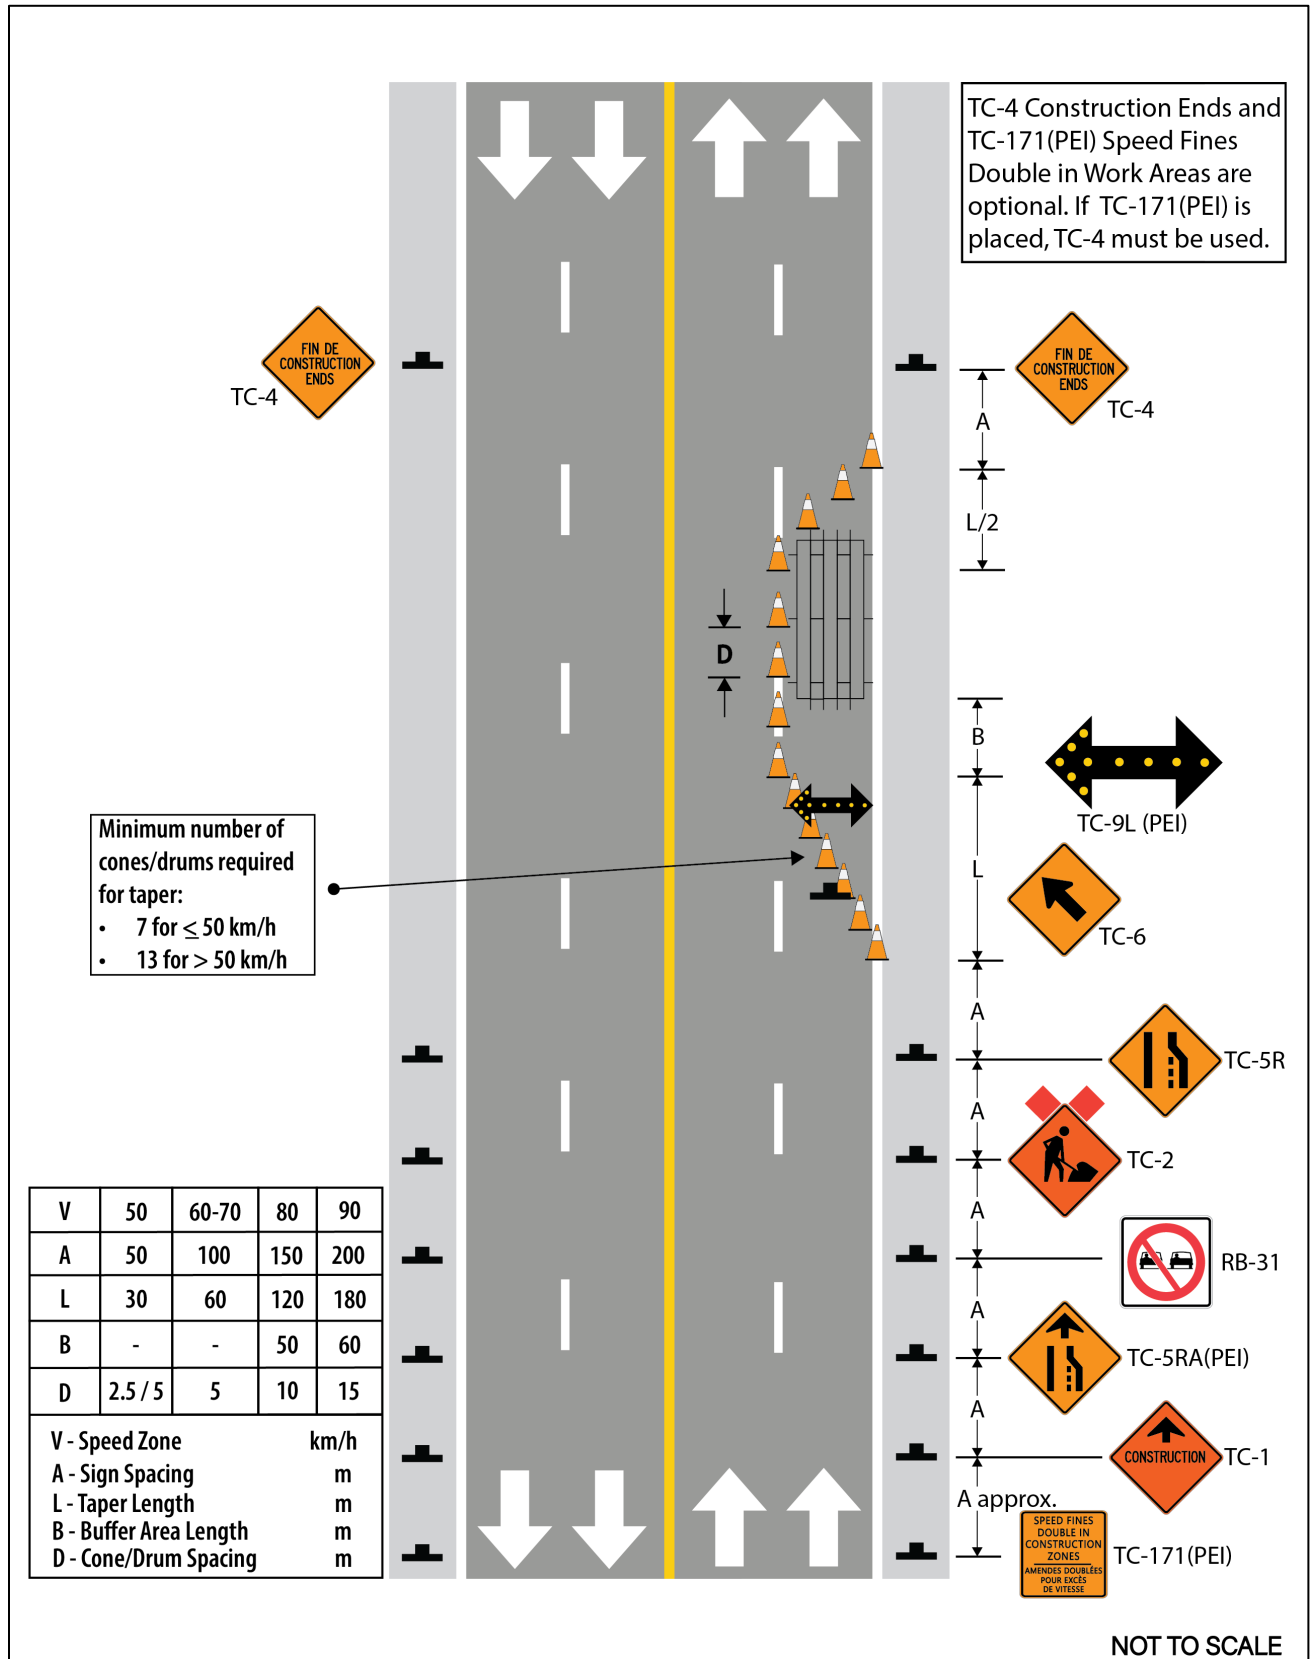 TC-4 Construction Ends and
TC-171(PEI) Speed Fines
Double in Work Areas are
optional. If TC-171(PEI) is
placed, TC-4 must be used.
FIN DE
CONSTRUCTION
ENDS
TC-4
FIN DE
CONSTRUCTION
ENDS
TC-4
A
L/2
D
B
TC-9L (PEI)
Minimum number of
cones/drums required
for taper:
• 7 for ≤ 50 km/h
• 13 for > 50 km/h
L
TC-6
A
TC-5R
A
TC-2
A
RB-31
A
TC-5RA(PEI)
A
CONSTRUCTION
TC-1
A approx.
SPEED FINES
DOUBLE IN
CONSTRUCTION
ZONES
AMENDES DOUBLÉES
POUR EXCÈS
DE VITESSE
TC-171(PEI)
V 50 60-70 80 90
A 50 100 150 200
L 30 60 120 180
B - - 50 60
D 2.5 / 5 5 10 15
V - Speed Zone km/h
A - Sign Spacing m
L - Taper Length m
B - Buffer Area Length m
D - Cone/Drum Spacing m
NOT TO SCALE